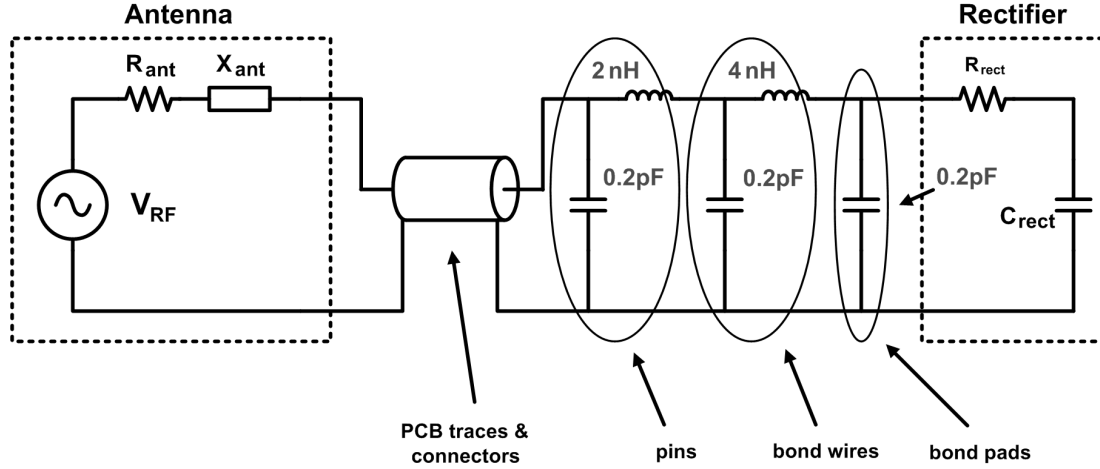 Antenna
Rectifier
R ant
X ant
2 nH
4 nH
R rect
V RF
0.2pF
0.2pF
0.2pF
C rect
PCB traces &
connectors
pins
bond wires
bond pads